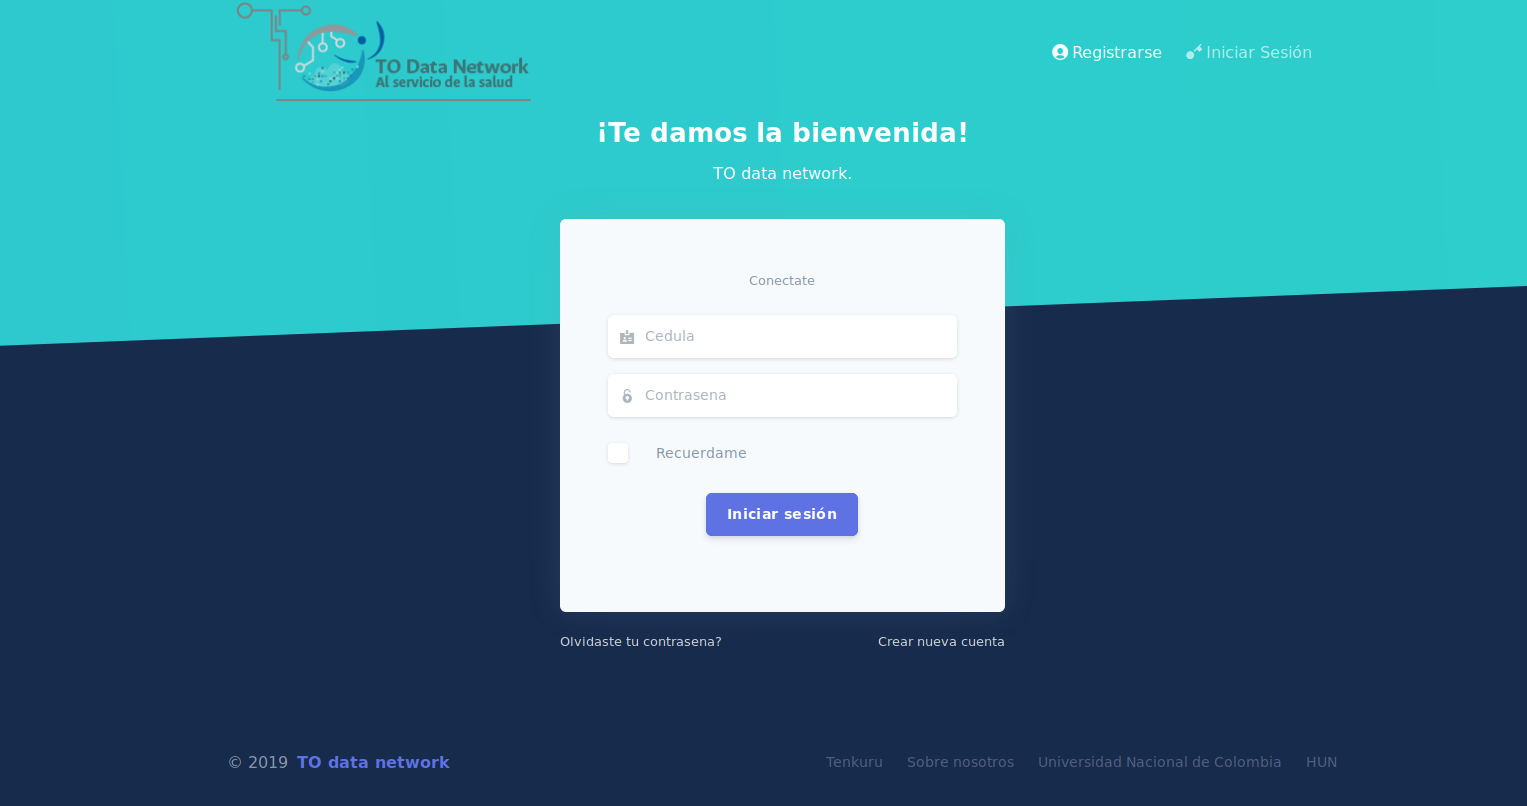 TO Data Network
Al servicio de la salud
Registrarse
Iniciar Sesión
¡Te damos la bienvenida!
TO data network.
Conectate
Cedula
Contrasena
Recuerdame
Iniciar sesión
Olvidaste tu contrasena?
Crear nueva cuenta
© 2019 TO data network
Tenkuru
Sobre nosotros
Universidad Nacional de Colombia
HUN